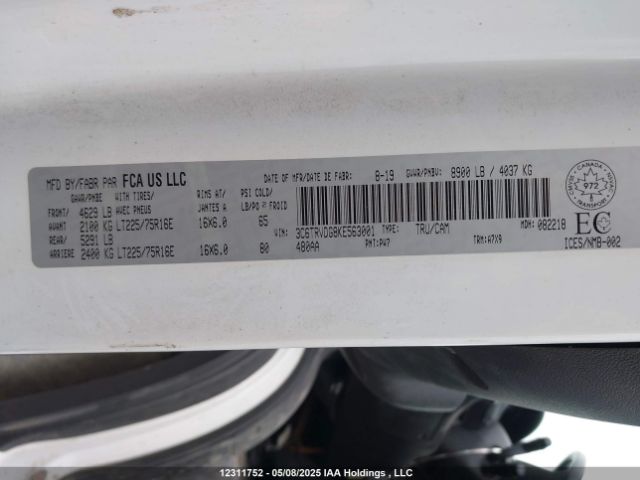 MFD BY/FABR PAR FCA US LLC DATE OF MFR/DATE DE FABR: 8-19 GVWR/PNBV: 8900 LB / 4037 KG
GAWR/PNBE WITH TIRES/ RIMS AT/ PSI COLD/
FRONT/ 4629 LB AVEC PNEUS JANTES A LB/PO² FROID
AVANT 2100 KG LT225/75R16E 16X6.0 65
REAR/ 5291 LB
ARRIERE 2400 KG LT225/75R16E 16X6.0 80
VIN: 3C6TRVDG8KE563001 TYPE: TRU/CAM MDH: 082218
480AA PNT: PW7 TRM: A7X9
CANADA
972
TRANSPORT
EC
ICES/NMB-002
12311752 - 05/08/2025 IAA Holdings , LLC